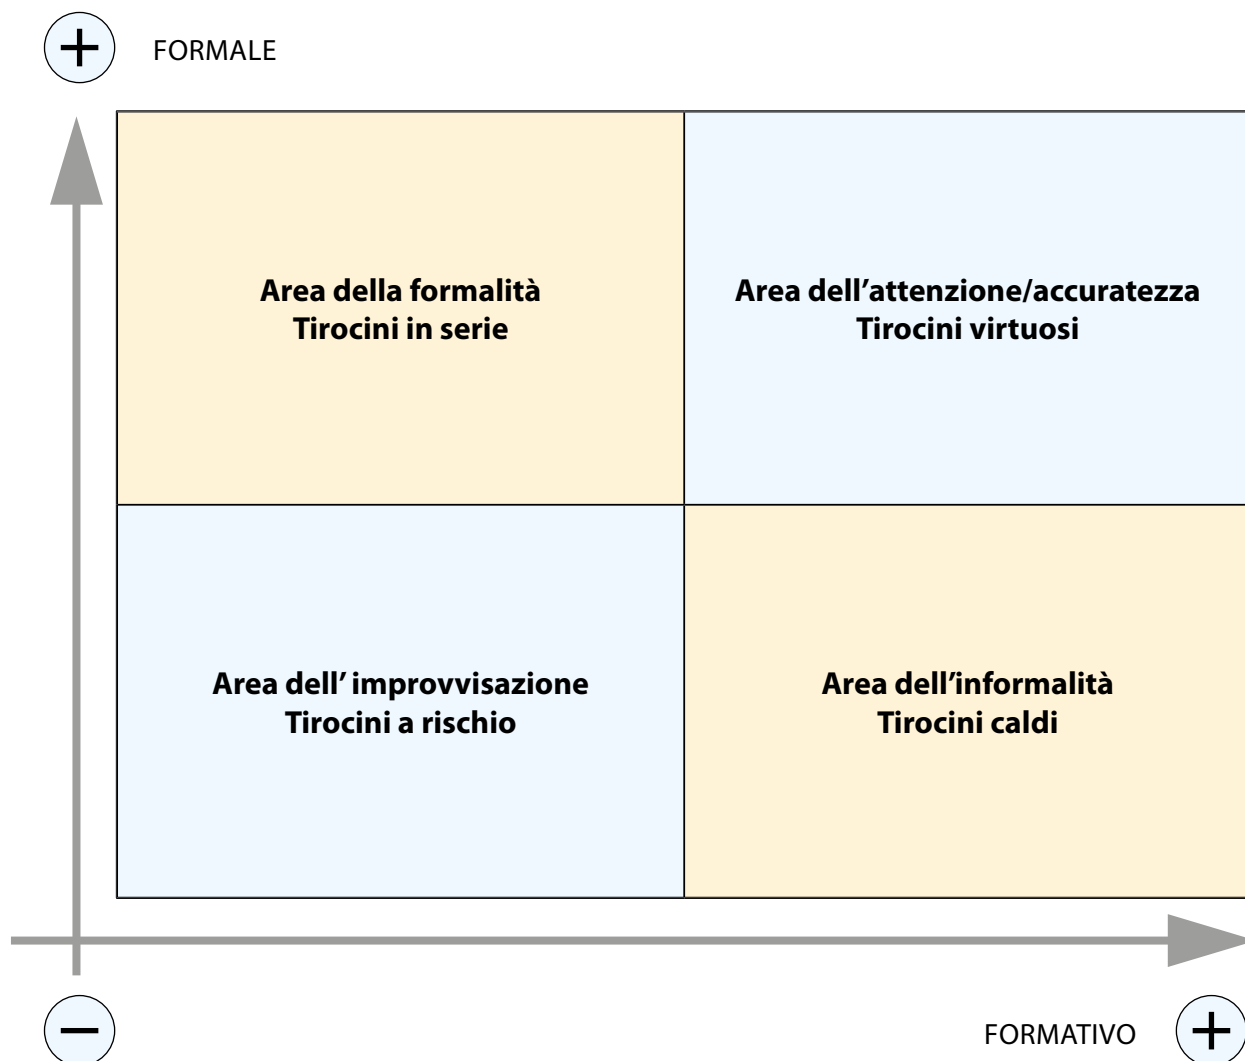 FORMALE
Area della formalità
Tirocini in serie
Area dell’attenzione/accuratezza
Tirocini virtuosi
Area dell’ improvvisazione
Tirocini a rischio
Area dell’informalità
Tirocini caldi
FORMATIVO